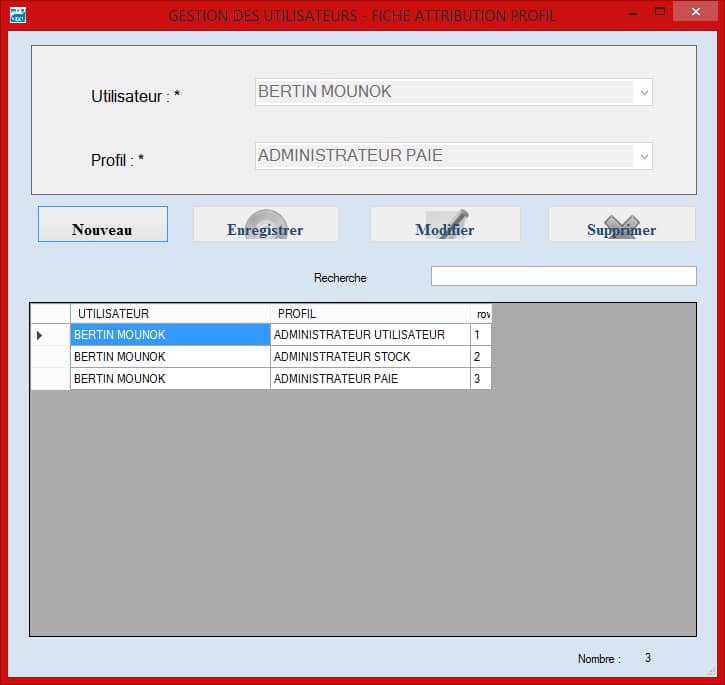 GESTION DES UTILISATEURS - FICHE ATTRIBUTION PROFIL
Utilisateur : * BERTIN MOUNOK
Profil : * ADMINISTRATEUR PAIE
Nouveau Enregistrer Modifier Supprimer
Recherche
UTILISATEUR PROFIL
BERTIN MOUNOK ADMINISTRATEUR UTILISATEUR 1
BERTIN MOUNOK ADMINISTRATEUR STOCK 2
BERTIN MOUNOK ADMINISTRATEUR PAIE 3
Nombre : 3